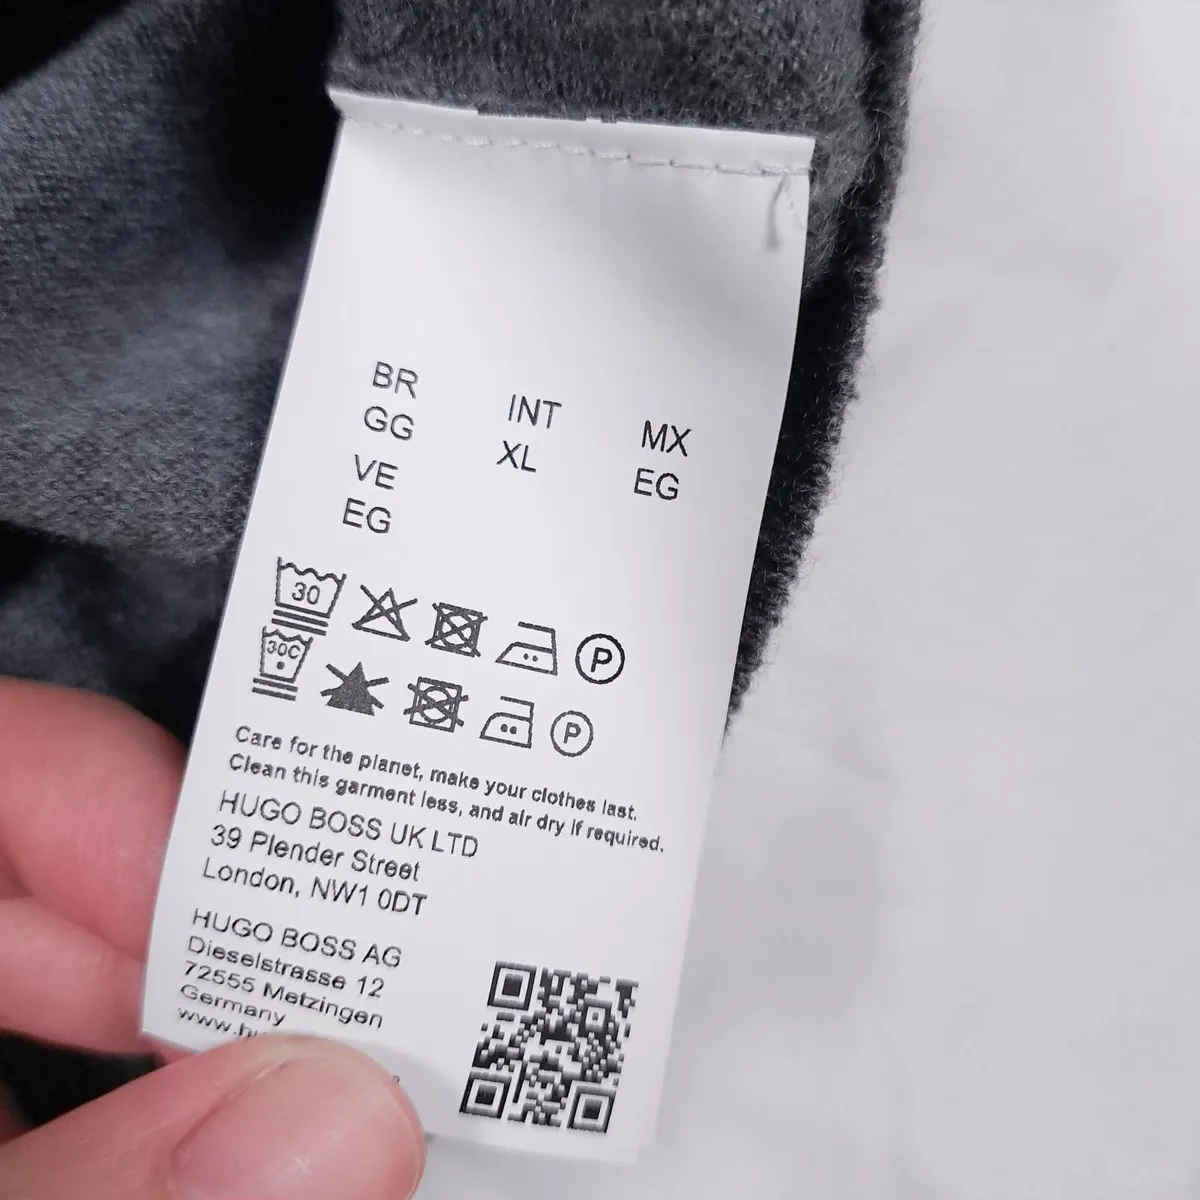 BR INT MX
GG XL EG
VE
EG
30
30C
P
P
Care for the planet, make your clothes last.
Clean this garment less, and air dry if required.
HUGO BOSS UK LTD
39 Plender Street
London, NW1 0DT
HUGO BOSS AG
Dieselstrasse 12
72555 Metzingen
Germany